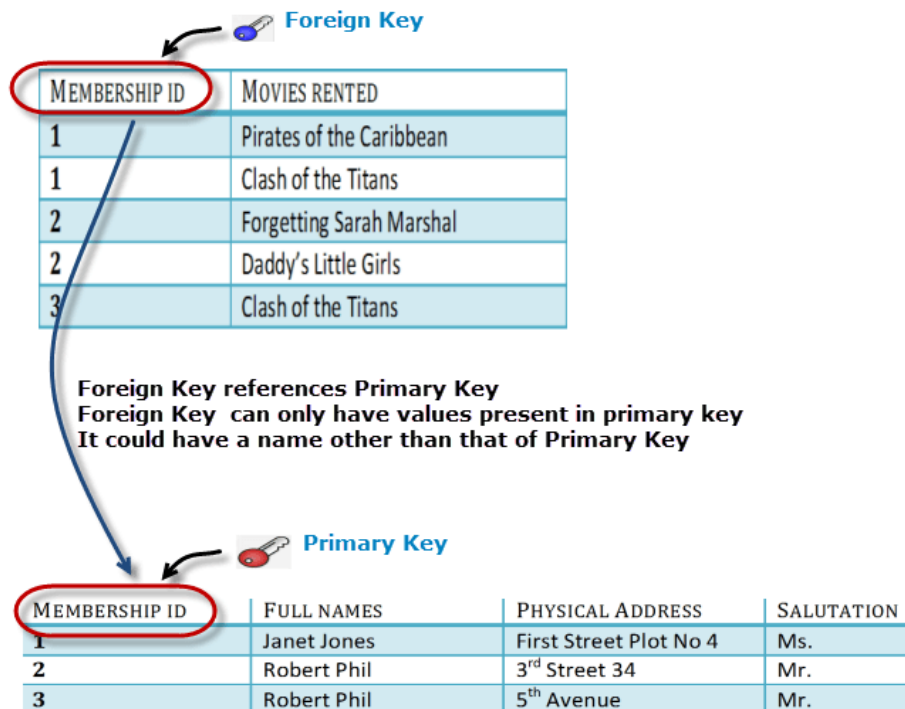 Foreign Key
MEMBERSHIP ID MOVIES RENTED
1 Pirates of the Caribbean
1 Clash of the Titans
2 Forgetting Sarah Marshal
2 Daddy's Little Girls
3 Clash of the Titans
Foreign Key references Primary Key
Foreign Key can only have values present in primary key
It could have a name other than that of Primary Key
Primary Key
MEMBERSHIP ID FULL NAMES PHYSICAL ADDRESS SALUTATION
1 Janet Jones First Street Plot No 4 Ms.
2 Robert Phil 3rd Street 34 Mr.
3 Robert Phil 5th Avenue Mr.